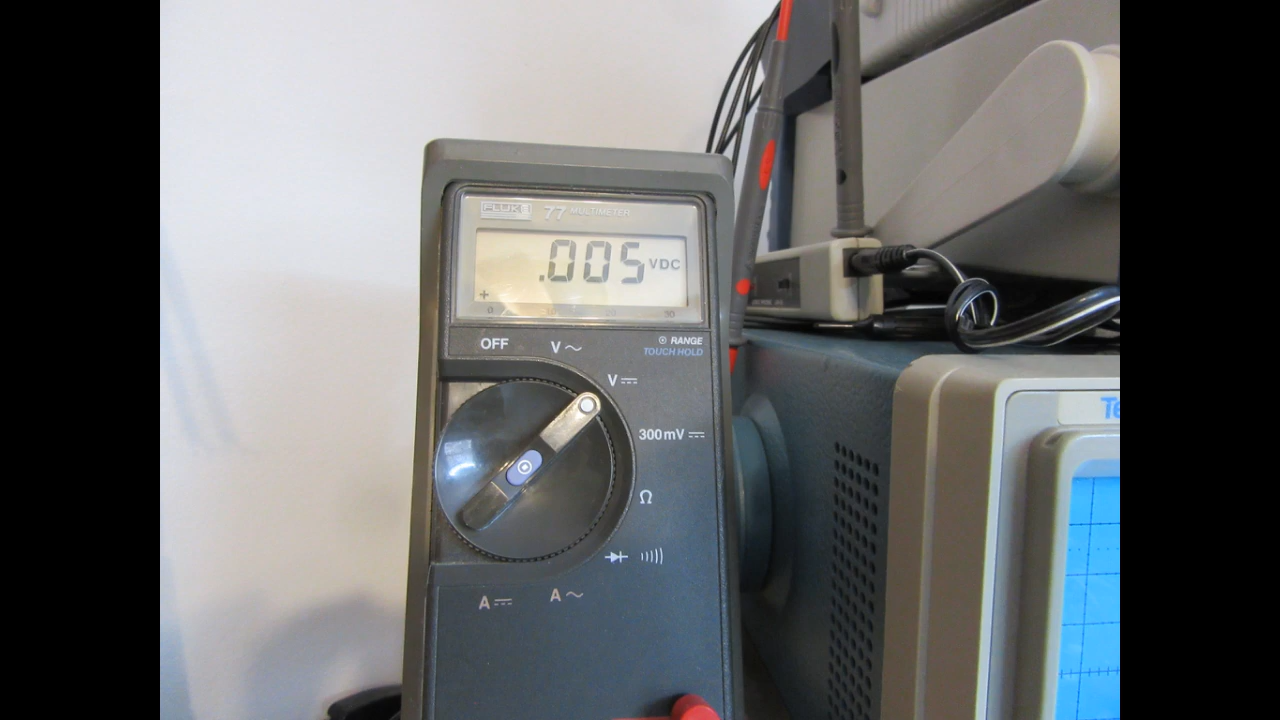 FLUKE 77 MULTIMETER
.005 VDC
+
0 30
OFF V~ RANGE
TOUCH HOLD
V
300mV
Ω
A A~
Te